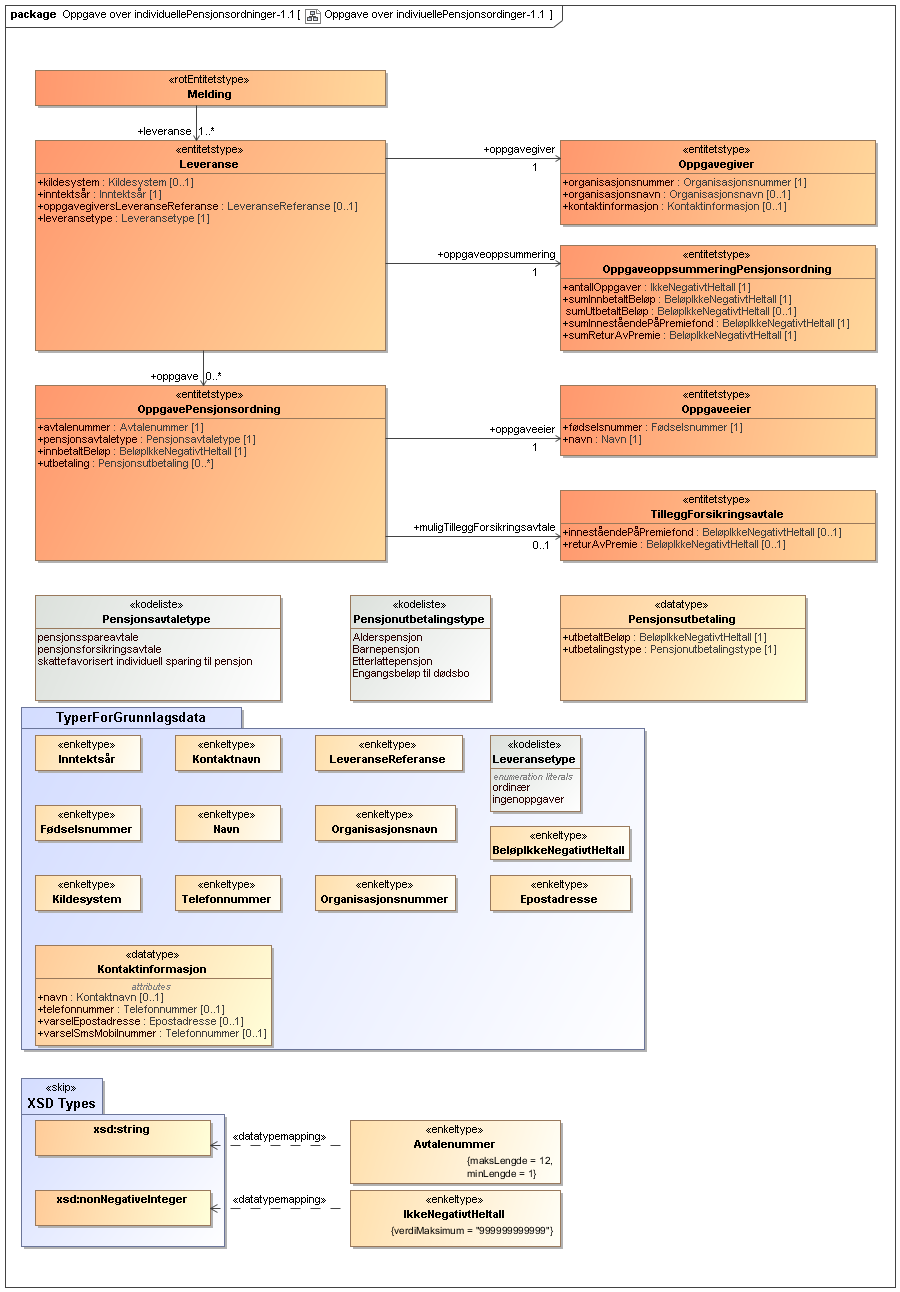 package Oppgave over individuellePensjonsordninger-1.1 [ Oppgave over indiviuellePensjonsordinger-1.1 ]
«rotEntitetstype»
Melding
+leveranse 1..*
«entitetstype»
Leveranse
+kildesystem : Kildesystem [0..1]
+inntektsår : Inntektsår [1]
+oppgavegiversLeveranseReferanse : LeveranseReferanse [0..1]
+leveransetype : Leveransetype [1]
+oppgavegiver
1
«entitetstype»
Oppgavegiver
+organisasjonsnummer : Organisasjonsnummer [1]
+organisasjonsnavn : Organisasjonsnavn [0..1]
+kontaktinformasjon : Kontaktinformasjon [0..1]
+oppgaveoppsummering
1
«entitetstype»
OppgaveoppsummeringPensjonsordning
+antallOppgaver : IkkeNegativtHeltall [1]
+sumInnbetaltBeløp : BeløpIkkeNegativtHeltall [1]
sumUtbetaltBeløp : BeløpIkkeNegativtHeltall [0..1]
+sumInneståendePåPremiefond : BeløpIkkeNegativtHeltall [1]
+sumReturAvPremie : BeløpIkkeNegativtHeltall [1]
+oppgave 0..*
«entitetstype»
OppgavePensjonsordning
+avtalenummer : Avtalenummer [1]
+pensjonsavtaletype : Pensjonsavtaletype [1]
+innbetaltBeløp : BeløpIkkeNegativtHeltall [1]
+utbetaling : Pensjonsutbetaling [0..*]
+oppgaveeier
1
«entitetstype»
Oppgaveeier
+fødselsnummer : Fødselsnummer [1]
+navn : Navn [1]
+muligTilleggForsikringsavtale
0..1
«entitetstype»
TilleggForsikringsavtale
+inneståendePåPremiefond : BeløpIkkeNegativtHeltall [0..1]
+returAvPremie : BeløpIkkeNegativtHeltall [0..1]
«kodeliste»
Pensjonsavtaletype
pensjonsspareavtale
pensjonsforsikringsavtale
skattefavorisert individuell sparing til pensjon
«kodeliste»
Pensjonutbetalingstype
Alderspensjon
Barnepensjon
Etterlattepensjon
Engangsbeløp til dødsbo
«datatype»
Pensjonsutbetaling
+utbetaltBeløp : BeløpIkkeNegativtHeltall [1]
+utbetalingstype : Pensjonutbetalingstype [1]
TyperForGrunnlagsdata
«enkeltype»
Inntektsår
«enkeltype»
Kontaktnavn
«enkeltype»
LeveranseReferanse
«kodeliste»
Leveransetype
enumeration literals
ordinær
ingenoppgaver
«enkeltype»
Fødselsnummer
«enkeltype»
Navn
«enkeltype»
Organisasjonsnavn
«enkeltype»
BeløpIkkeNegativtHeltall
«enkeltype»
Kildesystem
«enkeltype»
Telefonnummer
«enkeltype»
Organisasjonsnummer
«enkeltype»
Epostadresse
«datatype»
Kontaktinformasjon
attributes
+navn : Kontaktnavn [0..1]
+telefonnummer : Telefonnummer [0..1]
+varselEpostadresse : Epostadresse [0..1]
+varselSmsMobilnummer : Telefonnummer [0..1]
«skip»
XSD Types
xsd:string
«datatypemapping»
«enkeltype»
Avtalenummer
{maksLengde = 12,
minLengde = 1}
xsd:nonNegativeInteger
«datatypemapping»
«enkeltype»
IkkeNegativtHeltall
{verdiMaksimum = "999999999999"}